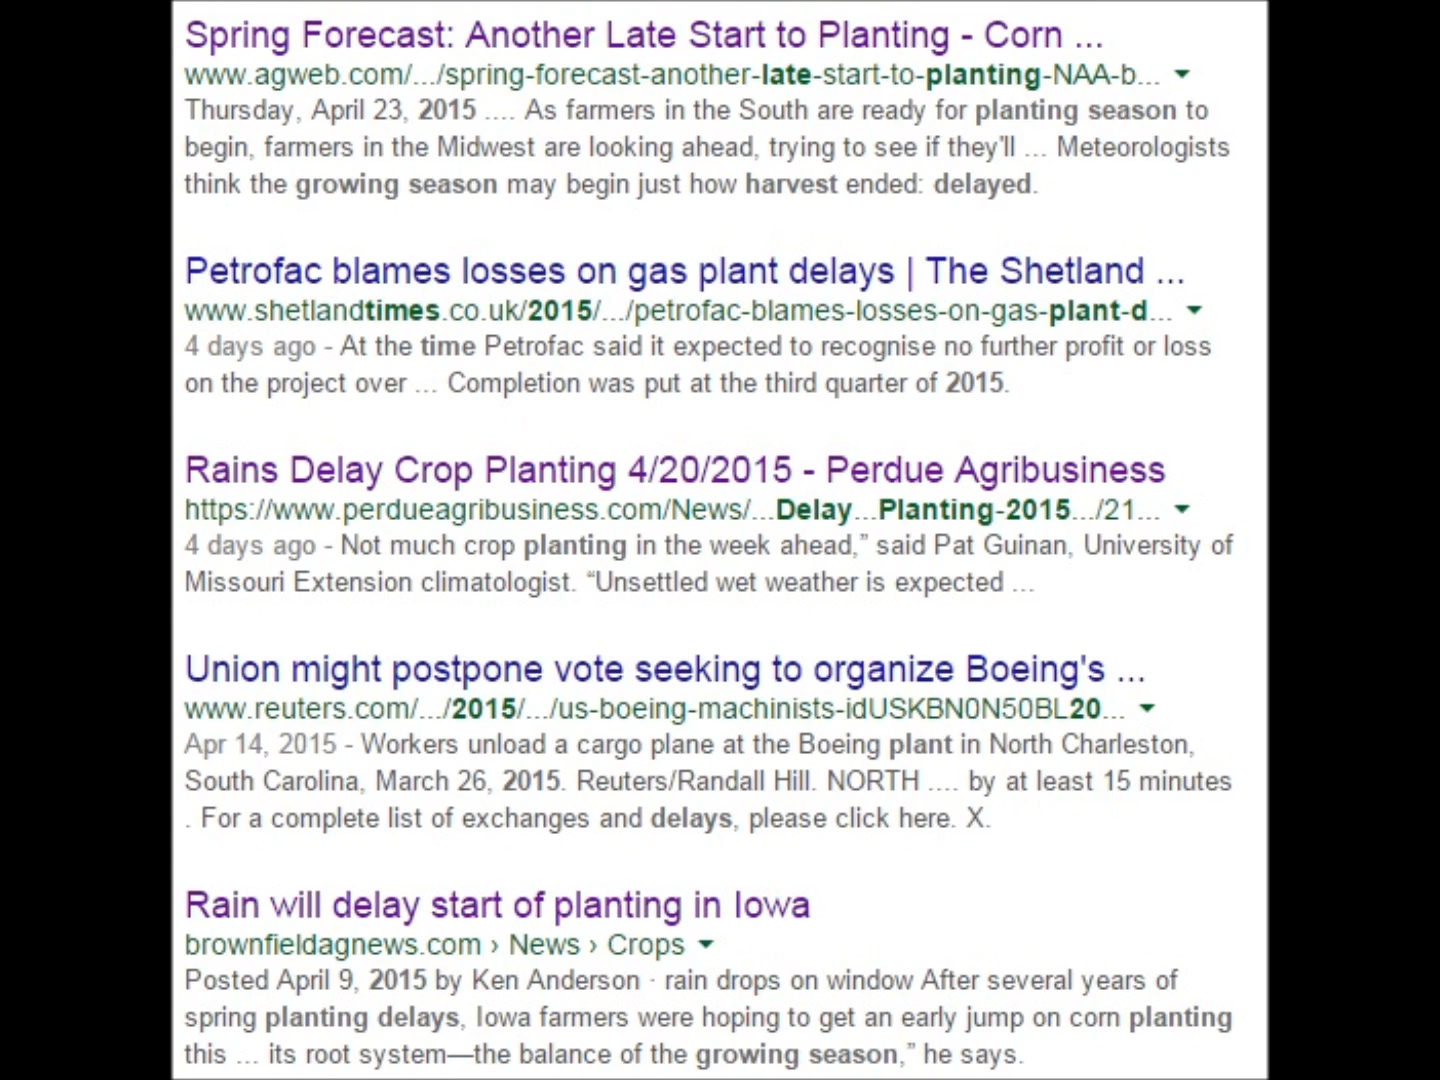 Spring Forecast: Another Late Start to Planting - Corn ...
www.agweb.com/.../spring-forecast-another-late-start-to-planting-NAA-b...
Thursday, April 23, 2015 .... As farmers in the South are ready for planting season to
begin, farmers in the Midwest are looking ahead, trying to see if they'll ... Meteorologists
think the growing season may begin just how harvest ended: delayed.
Petrofac blames losses on gas plant delays | The Shetland ...
www.shetlandtimes.co.uk/2015/.../petrofac-blames-losses-on-gas-plant-d...
4 days ago - At the time Petrofac said it expected to recognise no further profit or loss
on the project over ... Completion was put at the third quarter of 2015.
Rains Delay Crop Planting 4/20/2015 - Perdue Agribusiness
https://www.perdueagribusiness.com/News/...Delay...Planting-2015.../21...
4 days ago - Not much crop planting in the week ahead,” said Pat Guinan, University of
Missouri Extension climatologist. “Unsettled wet weather is expected ...
Union might postpone vote seeking to organize Boeing's ...
www.reuters.com/.../2015/.../us-boeing-machinists-idUSKBN0N50BL20...
Apr 14, 2015 - Workers unload a cargo plane at the Boeing plant in North Charleston,
South Carolina, March 26, 2015. Reuters/Randall Hill. NORTH .... by at least 15 minutes
. For a complete list of exchanges and delays, please click here. X.
Rain will delay start of planting in Iowa
brownfieldagnews.com › News › Crops
Posted April 9, 2015 by Ken Anderson · rain drops on window After several years of
spring planting delays, Iowa farmers were hoping to get an early jump on corn planting
this ... its root system—the balance of the growing season,” he says.